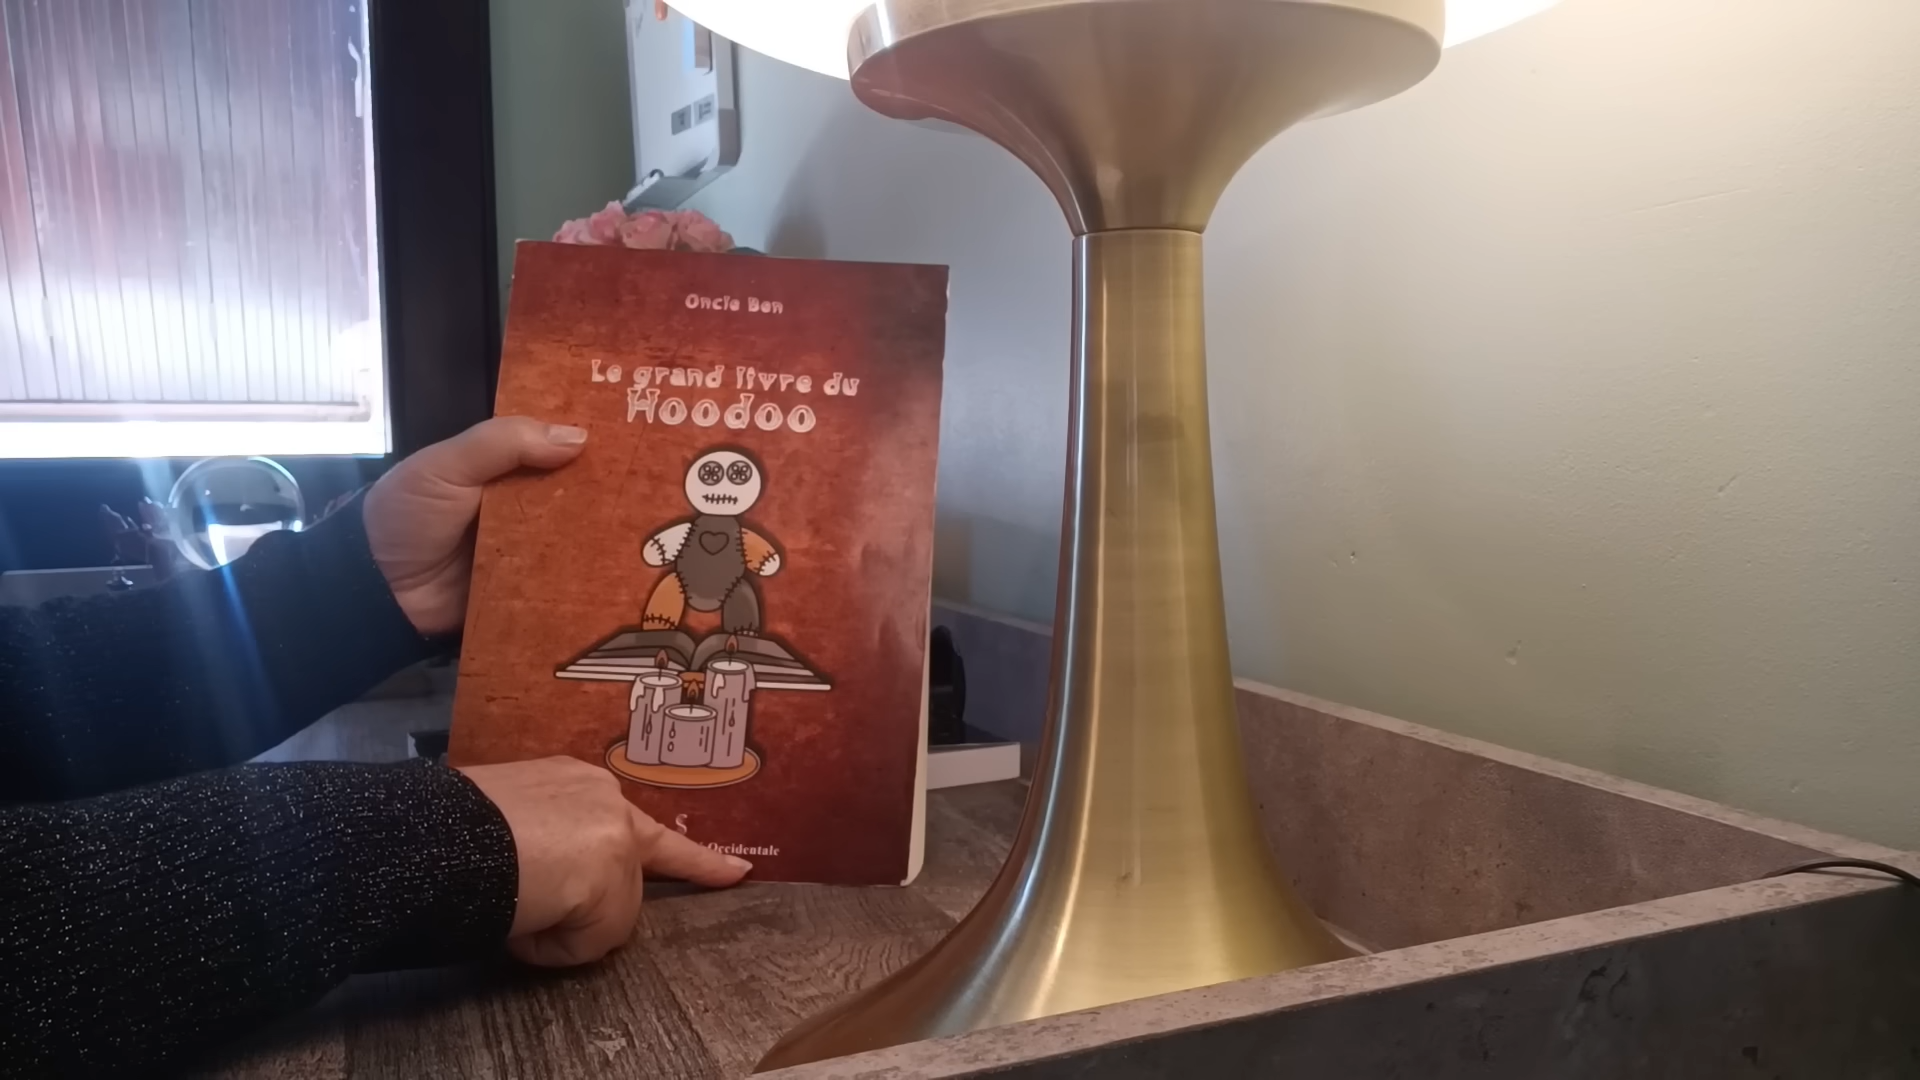 Oncle Ben
Le grand livre du
Hoodoo
S
Occidentale